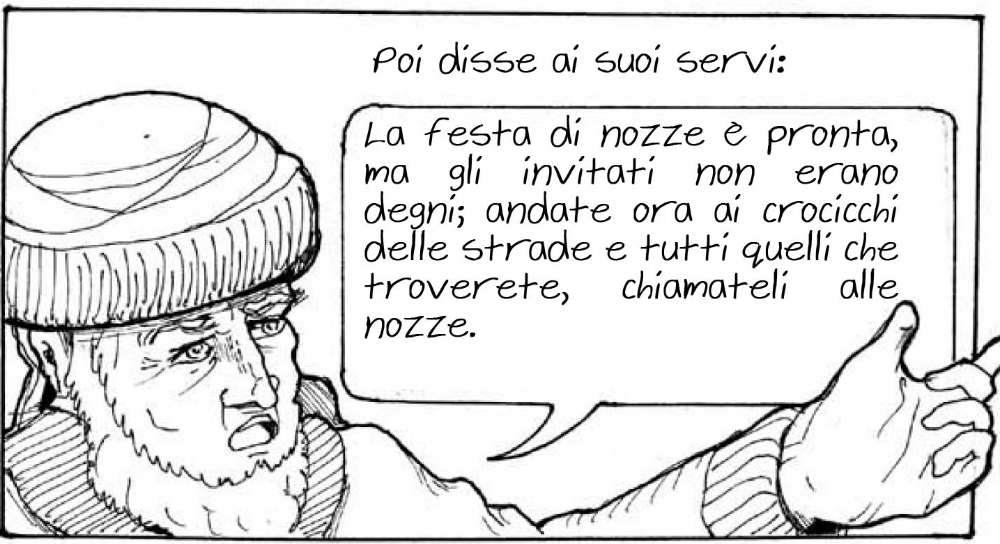 Poi disse ai suoi servi:
La festa di nozze è pronta,
ma gli invitati non erano
degni; andate ora ai crocicchi
delle strade e tutti quelli che
troverete, chiamateli alle
nozze.